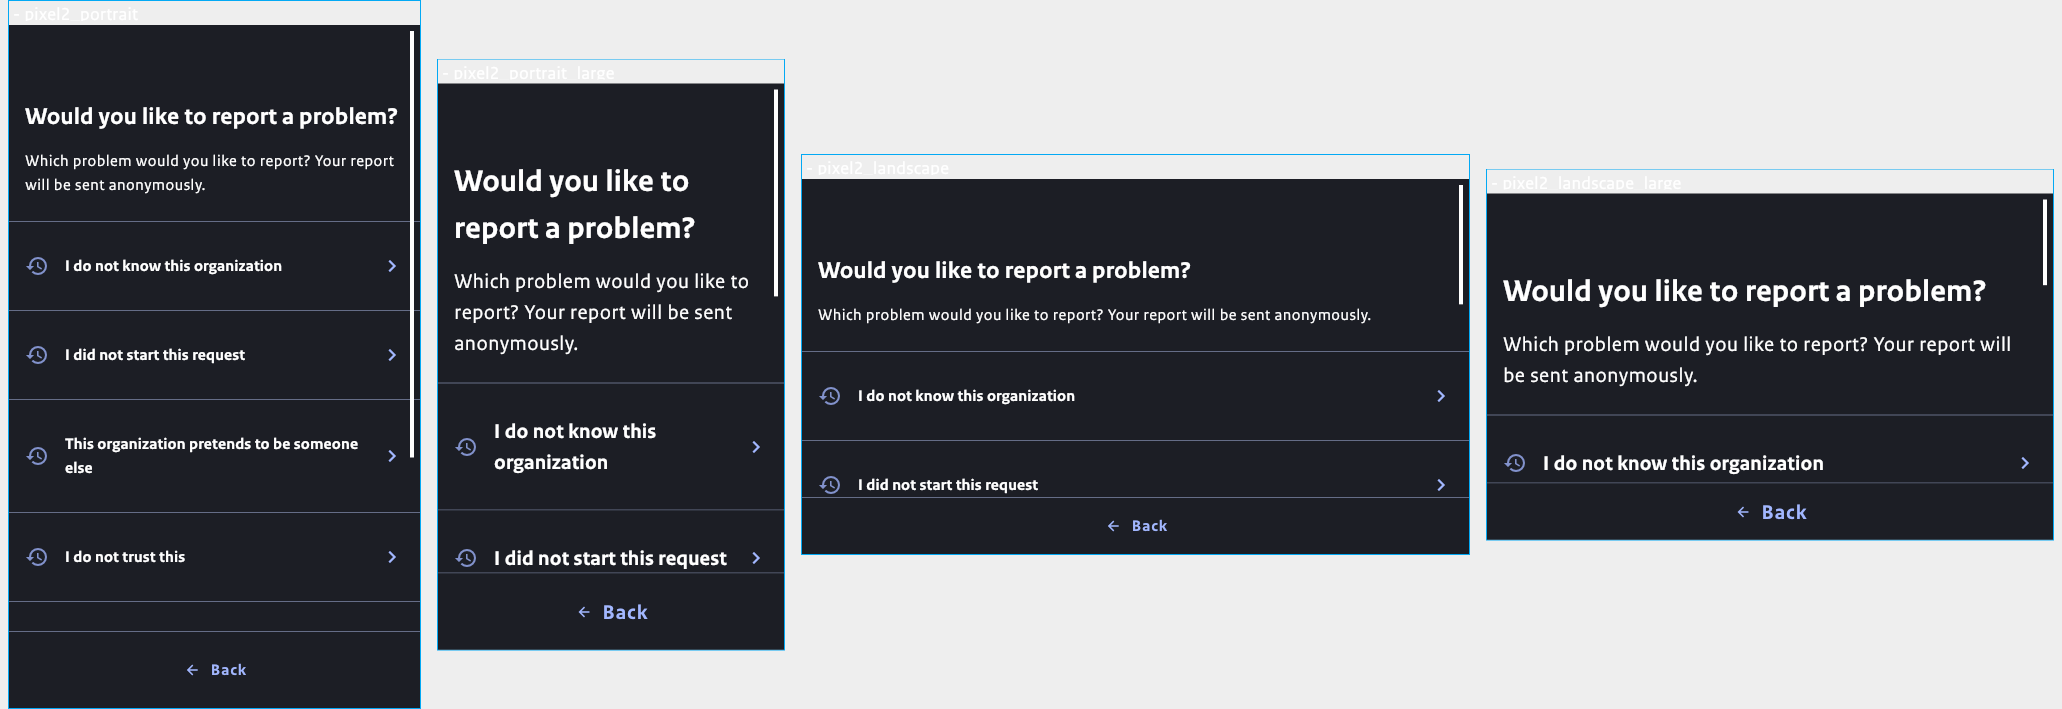 - pixel2_portrait
Would you like to report a problem?
Which problem would you like to report? Your report
will be sent anonymously.
I do not know this organization
I did not start this request
This organization pretends to be someone
else
I do not trust this
Back
- pixel2_portrait_large
Would you like to
report a problem?
Which problem would you like to
report? Your report will be sent
anonymously.
I do not know this
organization
I did not start this request
Back
- pixel2_landscape
Would you like to report a problem?
Which problem would you like to report? Your report will be sent anonymously.
I do not know this organization
I did not start this request
Back
- pixel2_landscape_large
Would you like to report a problem?
Which problem would you like to report? Your report will
be sent anonymously.
I do not know this organization
Back